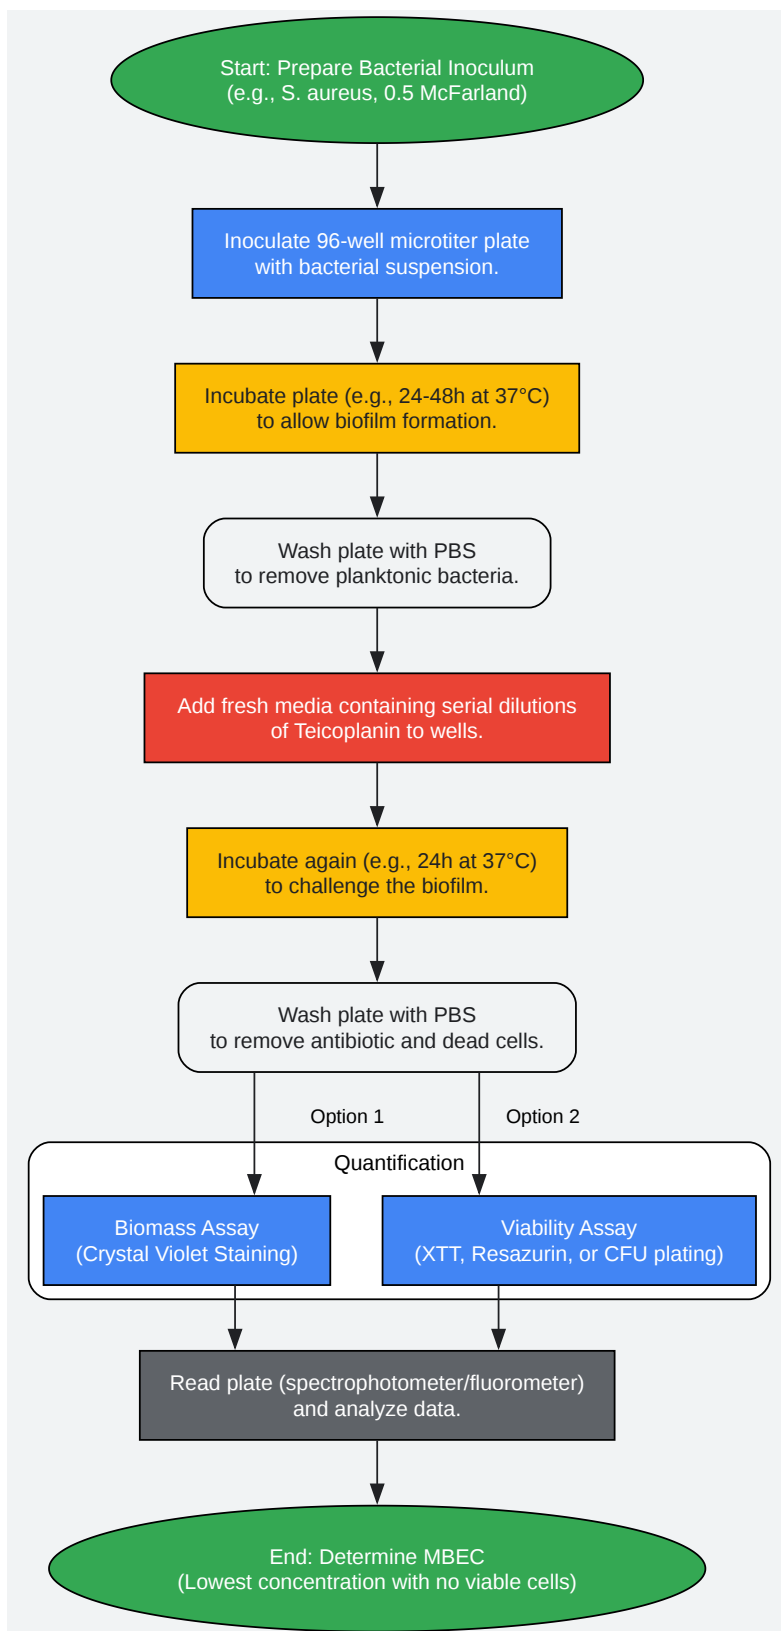 Start: Prepare Bacterial Inoculum
(e.g., S. aureus, 0.5 McFarland)
Inoculate 96-well microtiter plate
with bacterial suspension.
Incubate plate (e.g., 24-48h at 37°C)
to allow biofilm formation.
Wash plate with PBS
to remove planktonic bacteria.
Add fresh media containing serial dilutions
of Teicoplanin to wells.
Incubate again (e.g., 24h at 37°C)
to challenge the biofilm.
Wash plate with PBS
to remove antibiotic and dead cells.
Option 1
Option 2
Quantification
Biomass Assay
(Crystal Violet Staining)
Viability Assay
(XTT, Resazurin, or CFU plating)
Read plate (spectrophotometer/fluorometer)
and analyze data.
End: Determine MBEC
(Lowest concentration with no viable cells)